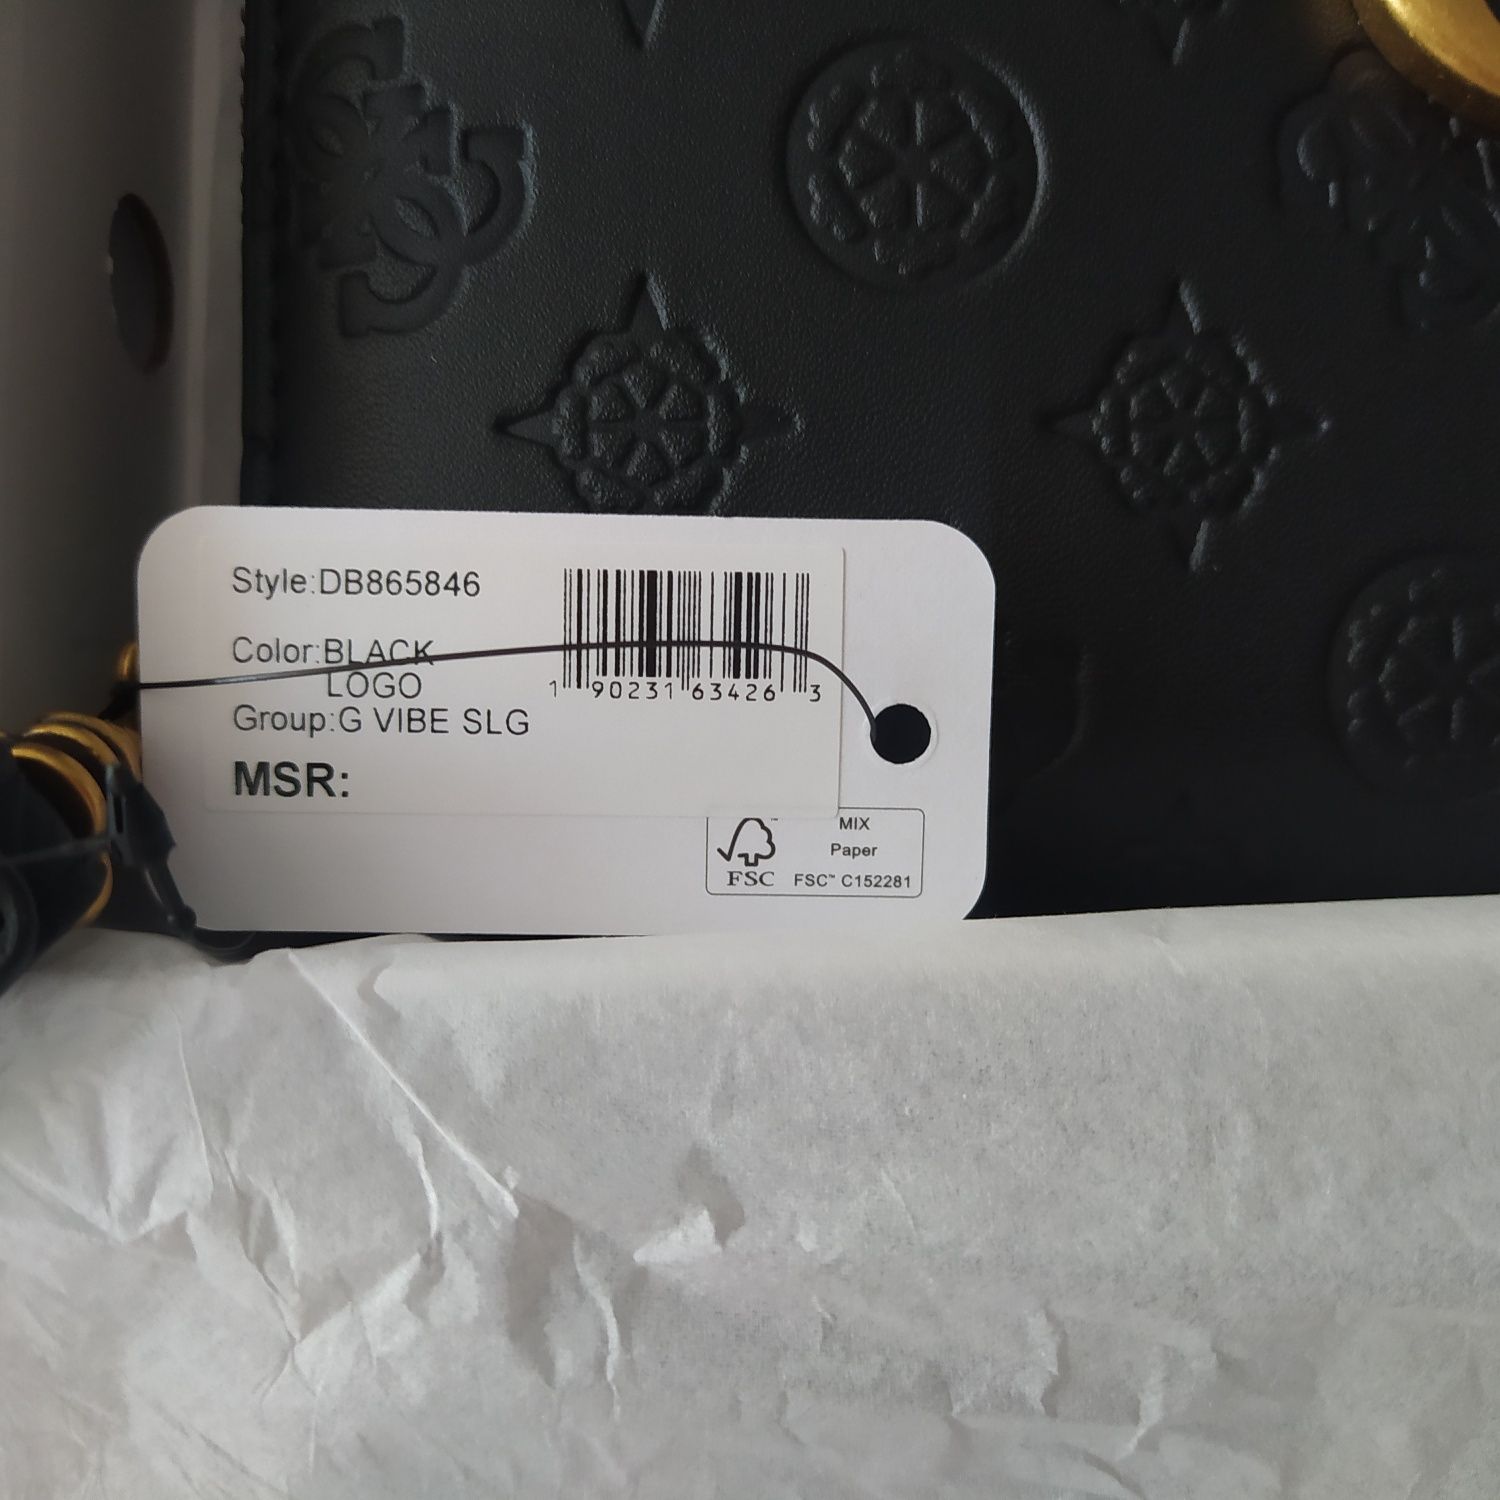 Style:DB865846
Color:BLACK
LOGO
Group:G VIBE SLG
MSR:
1 90231 63426 3
MIX
Paper
FSC
FSC™ C152281